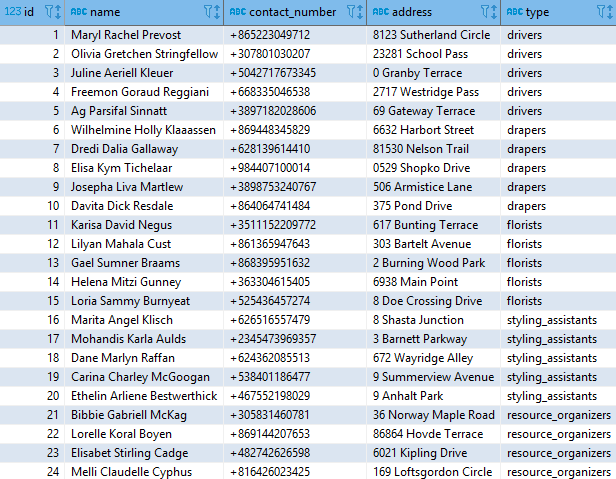 123 id ABC name ABC contact_number ABC address ABC type
1 Maryl Rachel Prevost +865223049712 8123 Sutherland Circle drivers
2 Olivia Gretchen Stringfellow +307801030207 23281 School Pass drivers
3 Juline Aeriell Kleuer +5042717673345 0 Granby Terrace drivers
4 Freemon Goraud Reggiani +668335046538 2717 Westridge Pass drivers
5 Ag Parsifal Sinnatt +3897182028606 69 Gateway Terrace drivers
6 Wilhelmine Holly Klaaassen +869448345829 6632 Harbort Street drapers
7 Dredi Dalia Gallaway +628139614410 81530 Nelson Trail drapers
8 Elisa Kym Tichelaar +984407100014 0529 Shopko Drive drapers
9 Josepha Liva Martlew +3898753240767 506 Armistice Lane drapers
10 Davita Dick Resdale +864064741484 375 Pond Drive drapers
11 Karisa David Negus +3511152209772 617 Bunting Terrace florists
12 Lilyan Mahala Cust +861365947643 303 Bartelt Avenue florists
13 Gael Sumner Braams +868395951632 2 Burning Wood Park florists
14 Helena Mitzi Gunney +363304615405 6938 Main Point florists
15 Loria Sammy Burnyeat +525436457274 8 Doe Crossing Drive florists
16 Marita Angel Klisch +626516557479 8 Shasta Junction styling_assistants
17 Mohandis Karla Aulds +2345473969357 3 Barnett Parkway styling_assistants
18 Dane Marlyn Raffan +624362085513 672 Wayridge Alley styling_assistants
19 Carina Charley McGoogan +538401186477 9 Summerview Avenue styling_assistants
20 Ethelin Arliene Bestwerthick +467552198029 9 Anhalt Park styling_assistants
21 Bibbie Gabriell McKag +305831460781 36 Norway Maple Road resource_organizers
22 Lorelle Koral Boyen +869144207653 86864 Hovde Terrace resource_organizers
23 Elisabet Stirling Cadge +482742626598 6021 Kipling Drive resource_organizers
24 Melli Claudelle Cyphus +816426023425 169 Loftsgordon Circle resource_organizers